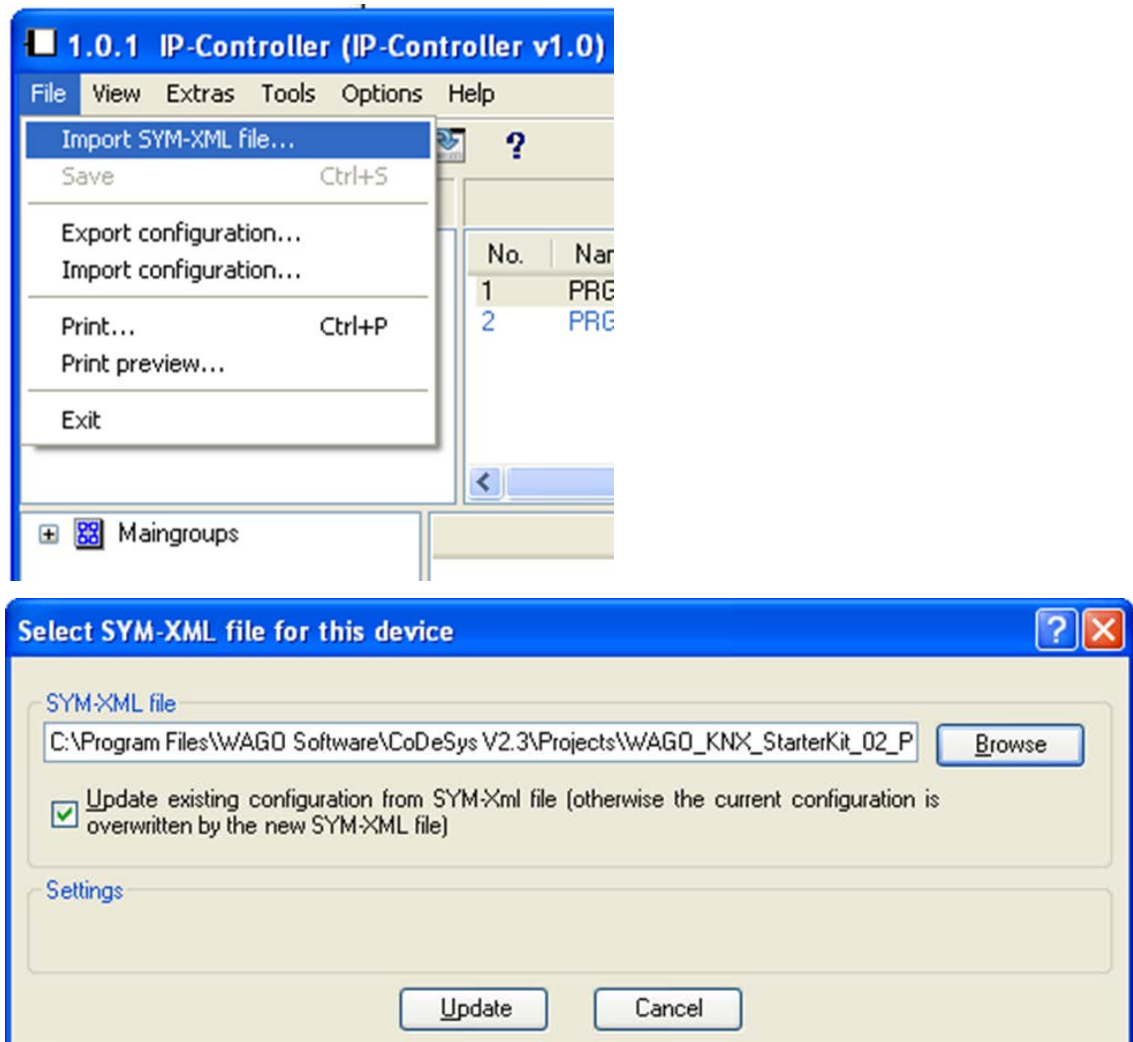 1.0.1 IP-Controller (IP-Controller v1.0)
File View Extras Tools Options Help
Import SYM-XML file...
?
Save Ctrl+S
Export configuration...
Import configuration...
No. Nar
1 PRG
2 PRG
Print... Ctrl+P
Print preview...
Exit
Maingroups
Select SYM-XML file for this device
SYM-XML file
C:\Program Files\WAGO Software\CoDeSys V2.3\Projects\WAGO_KNX_StarterKit_02_P Browse
Update existing configuration from SYM-Xml file (otherwise the current configuration is
overwritten by the new SYM-XML file)
Settings
Update Cancel